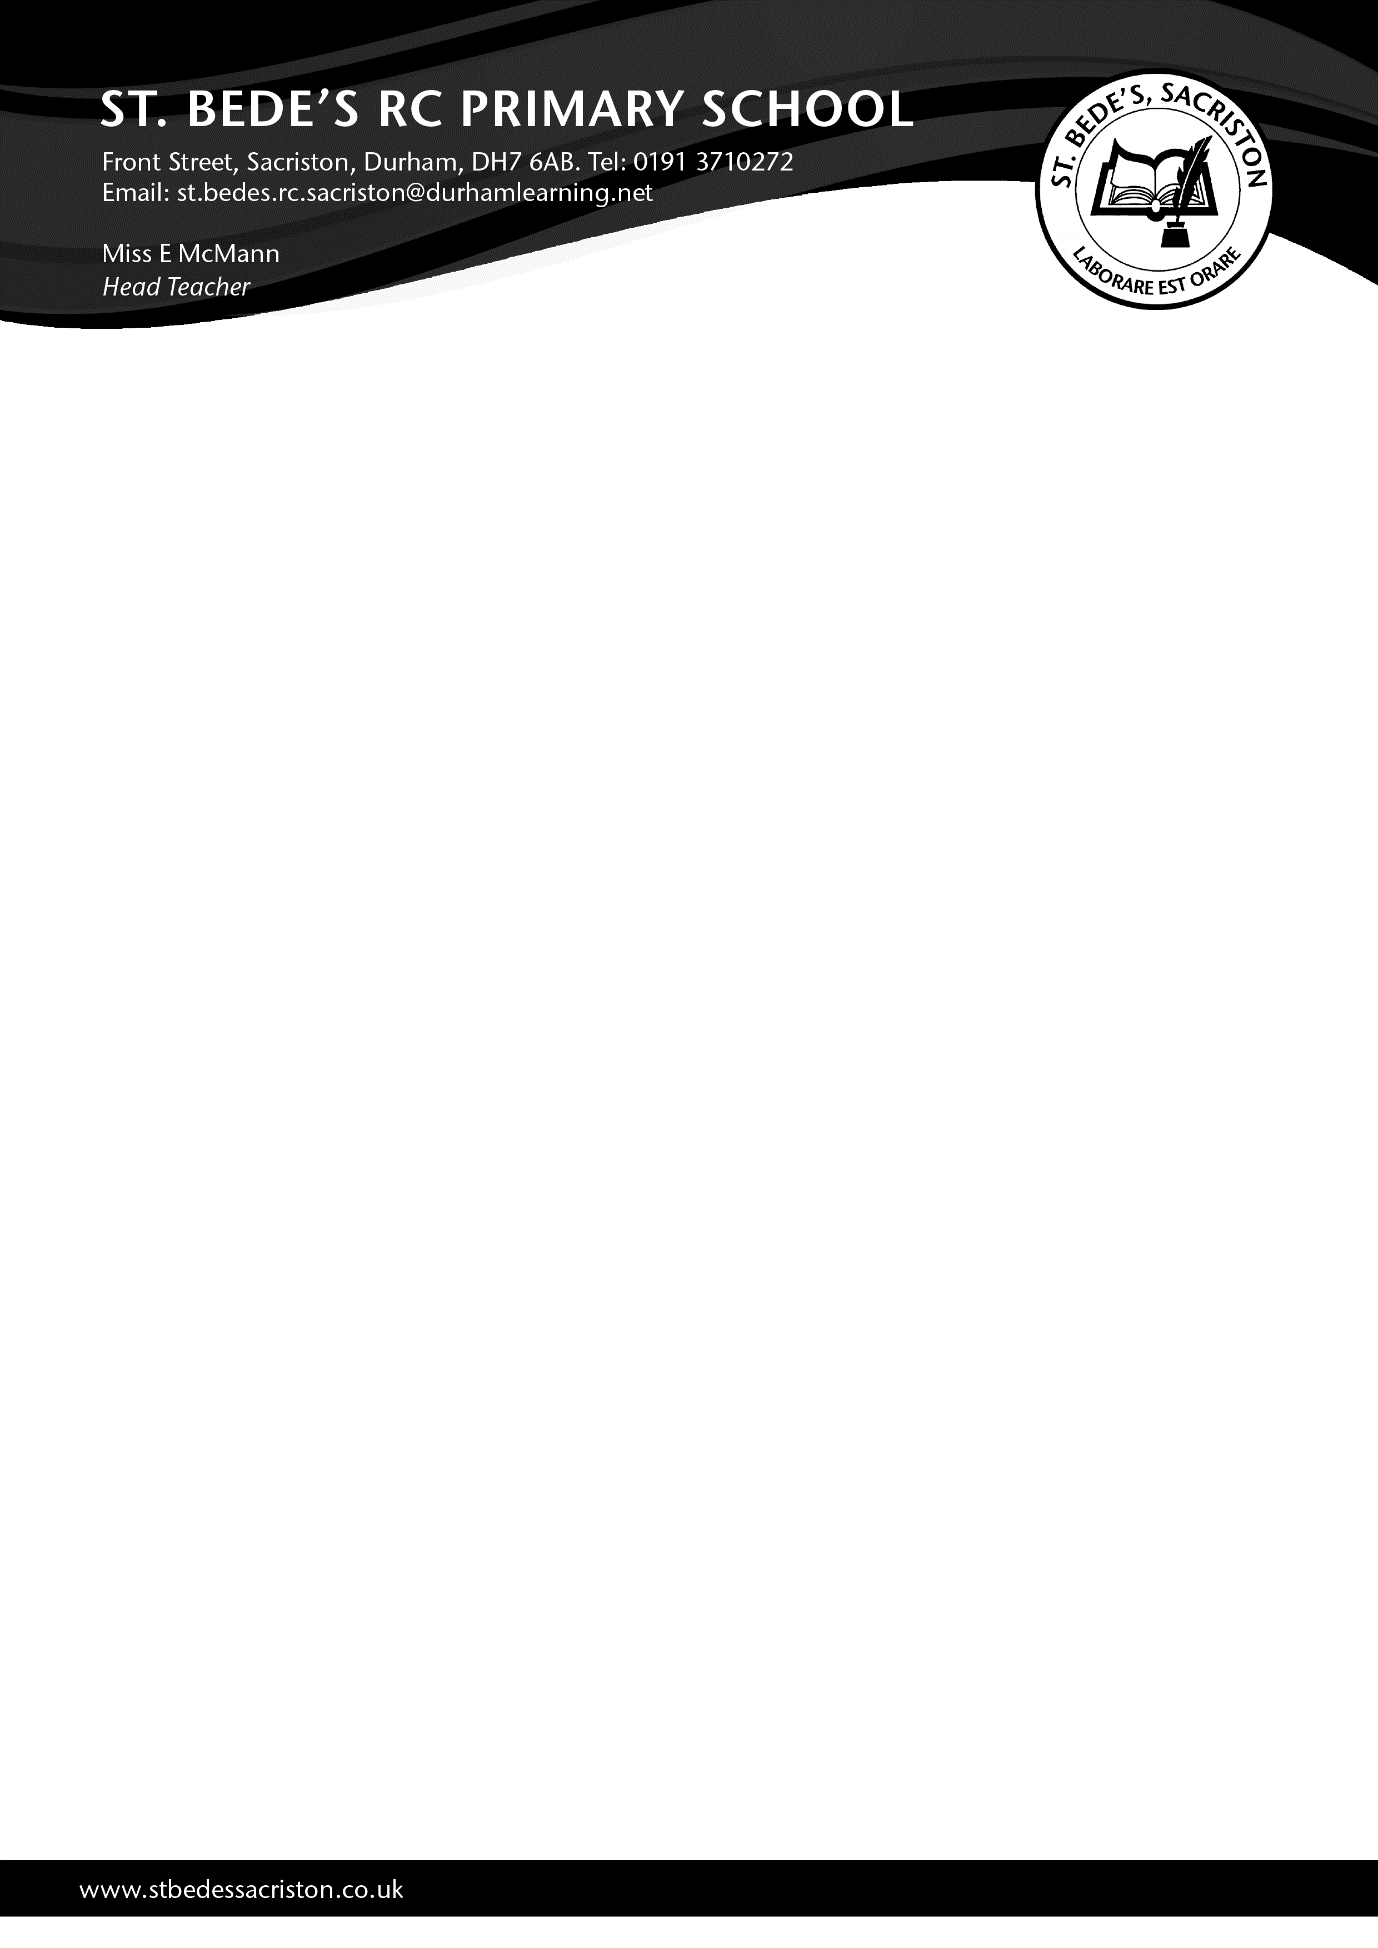 ST. BEDE’S RC PRIMARY SCHOOL
Front Street, Sacriston, Durham, DH7 6AB. Tel: 0191 3710272
Email: st.bedes.rc.sacriston@durhamlearning.net
Miss E McMann
Head Teacher
ST. BEDE’S, SACRISTON
LABORARE EST ORARE
www.stbedessacriston.co.uk